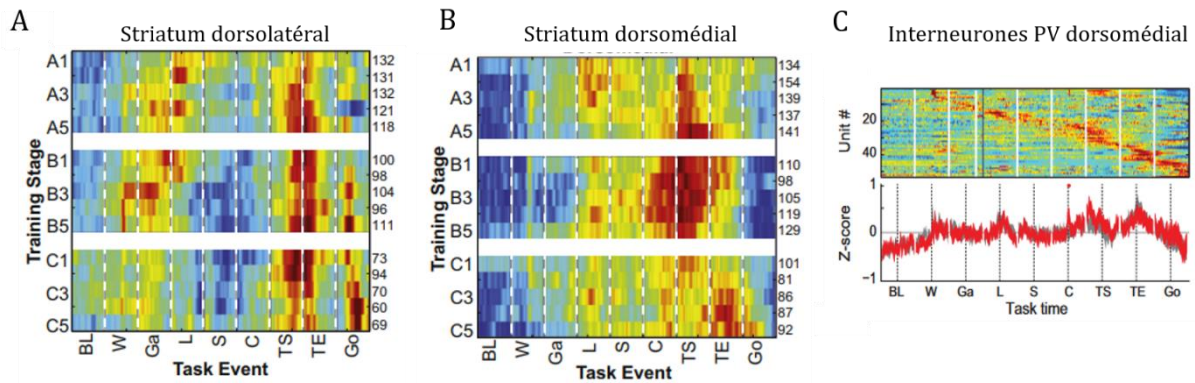 A
Striatum dorsolatéral
Training Stage
A1
A3
A5
B1
B3
B5
C1
C3
C5
132
131
132
121
118
100
98
104
96
111
73
94
70
60
69
BL W Ga L S C TS TE Go
Task Event
B
Striatum dorsomédial
Training Stage
A1
A3
A5
B1
B3
B5
C1
C3
C5
134
154
139
137
141
110
98
105
119
129
101
81
86
87
92
BL W Ga L S C TS TE Go
Task Event
C
Interneurones PV dorsomédial
Unit #
20
40
Z-score
1
0
−1
BL W Ga L S C TS TE Go
Task time